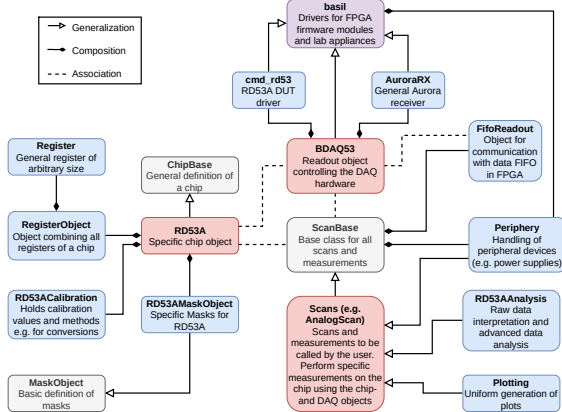 Generalization
Composition
Association
basil
Drivers for FPGA
firmware modules
and lab appliances
cmd_rd53
RD53A DUT
driver
AuroraRX
General Aurora
receiver
Register
General register of
arbitrary size
ChipBase
General definition of
a chip
BDAQ53
Readout object
controlling the DAQ
hardware
FifoReadout
Object for
communication
with data FIFO
in FPGA
RegisterObject
Object combining all
registers of a chip
RD53A
Specific chip object
ScanBase
Base class for all
scans and
measurements
Periphery
Handling of
peripheral devices
(e.g. power supplies)
RD53ACalibration
Holds calibration
values and methods
e.g. for conversions
RD53AMaskObject
Specific Masks for
RD53A
Scans (e.g.
AnalogScan)
Scans and
measurements to be
called by the user.
Perform specific
measurements on the
chip using the chip-
and DAQ objects
RD53AAnalysis
Raw data
interpretation and
advanced data
analysis
MaskObject
Basic definition of
masks
Plotting
Uniform generation of
plots